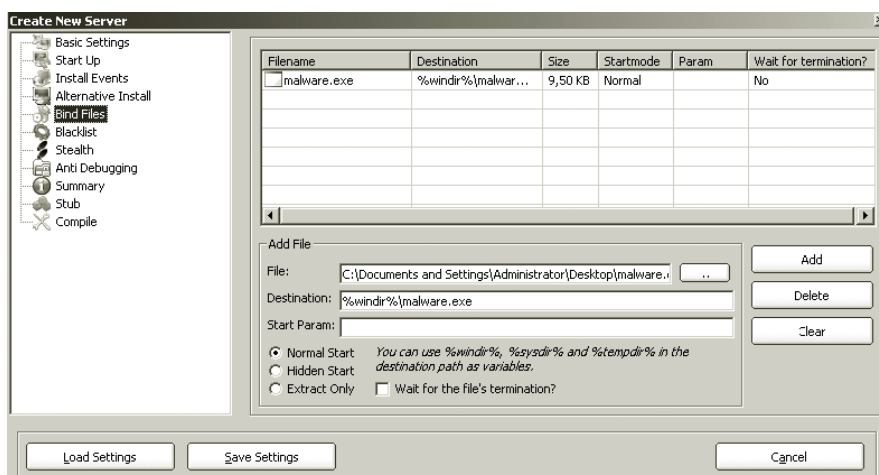 Create New Server
Basic Settings
Start Up
Install Events
Alternative Install
Bind Files
Blacklist
Stealth
Anti Debugging
Summary
Stub
Compile
Filename Destination Size Startmode Param Wait for termination?
malware.exe %windir%\malwar... 9,50 KB Normal No
Add File
File: C:\Documents and Settings\Administrator\Desktop\malware. ..
Destination: %windir%\malware.exe
Start Param:
Normal Start
Hidden Start
Extract Only
You can use %windir%, %sysdir% and %tempdir% in the
destination path as variables.
Wait for the file's termination?
Add
Delete
Clear
Load Settings Save Settings Cancel